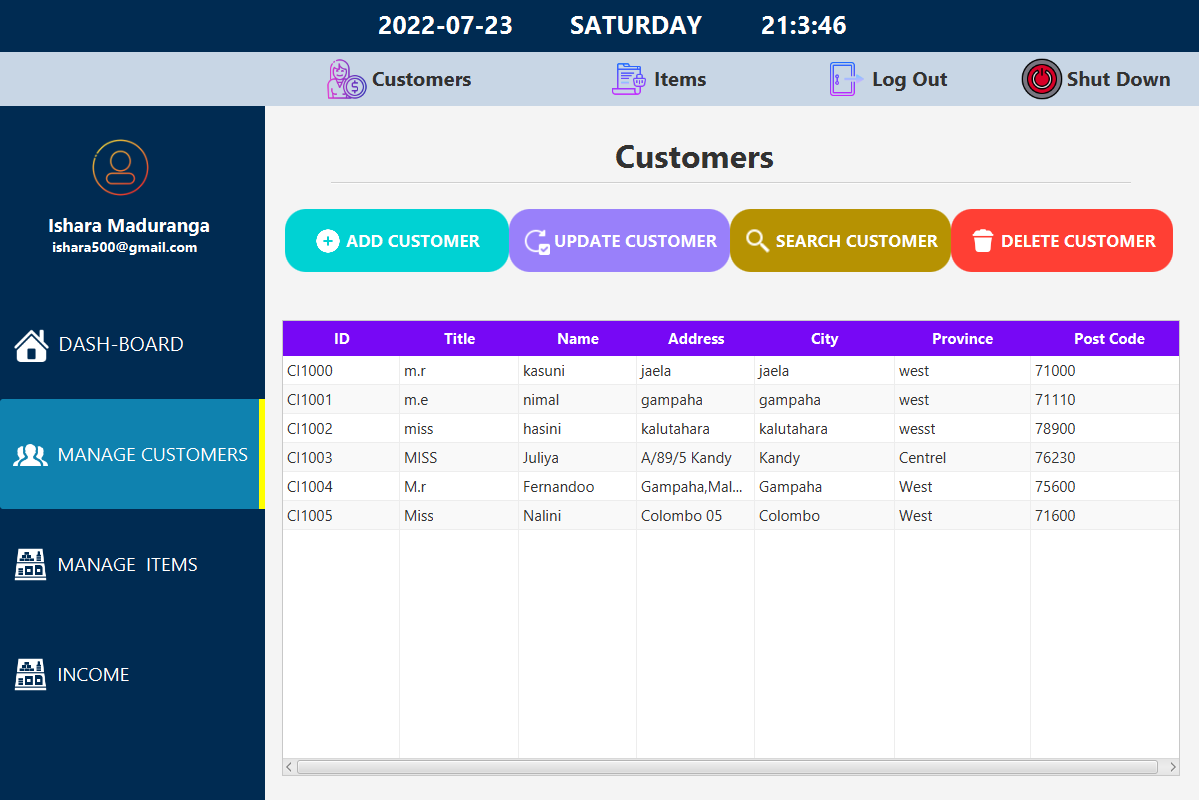 2022-07-23 SATURDAY 21:3:46
Customers Items Log Out Shut Down
Ishara Maduranga
ishara500@gmail.com
DASH-BOARD
MANAGE CUSTOMERS
MANAGE ITEMS
INCOME
Customers
ADD CUSTOMER UPDATE CUSTOMER SEARCH CUSTOMER DELETE CUSTOMER
ID Title Name Address City Province Post Code
CI1000 m.r kasuni jaela jaela west 71000
CI1001 m.e nimal gampaha gampaha west 71110
CI1002 miss hasini kalutahara kalutahara wesst 78900
CI1003 MISS Juliya A/89/5 Kandy Kandy Centrel 76230
CI1004 M.r Fernandoo Gampaha,Mal... Gampaha West 75600
CI1005 Miss Nalini Colombo 05 Colombo West 71600